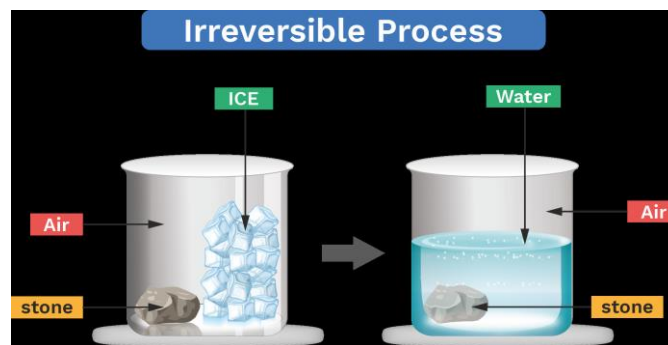 Irreversible Process
ICE
Water
Air
Air
stone
stone